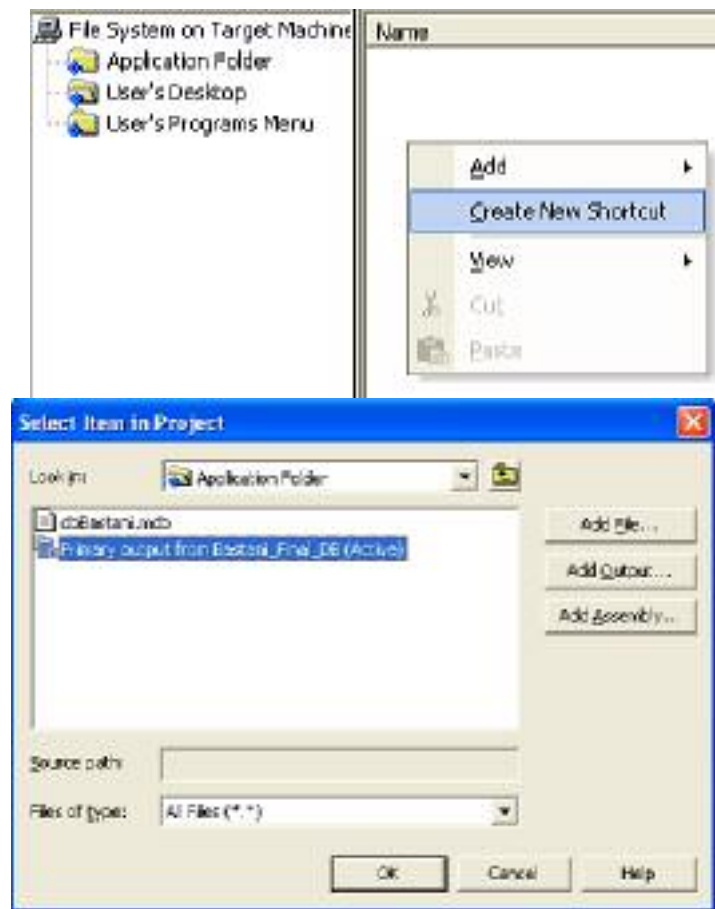 File System on Target Machine
Application Folder
User's Desktop
User's Programs Menu
Name
Add
Create New Shortcut
View
Cut
Paste
Select Item in Project
Look in:
Application Folder
dbBastani.mdb
Primary output from Bastani_Final_DB (Active)
Add File...
Add Output...
Add Assembly...
Source path:
Files of type:
All Files (*.*)
OK
Cancel
Help